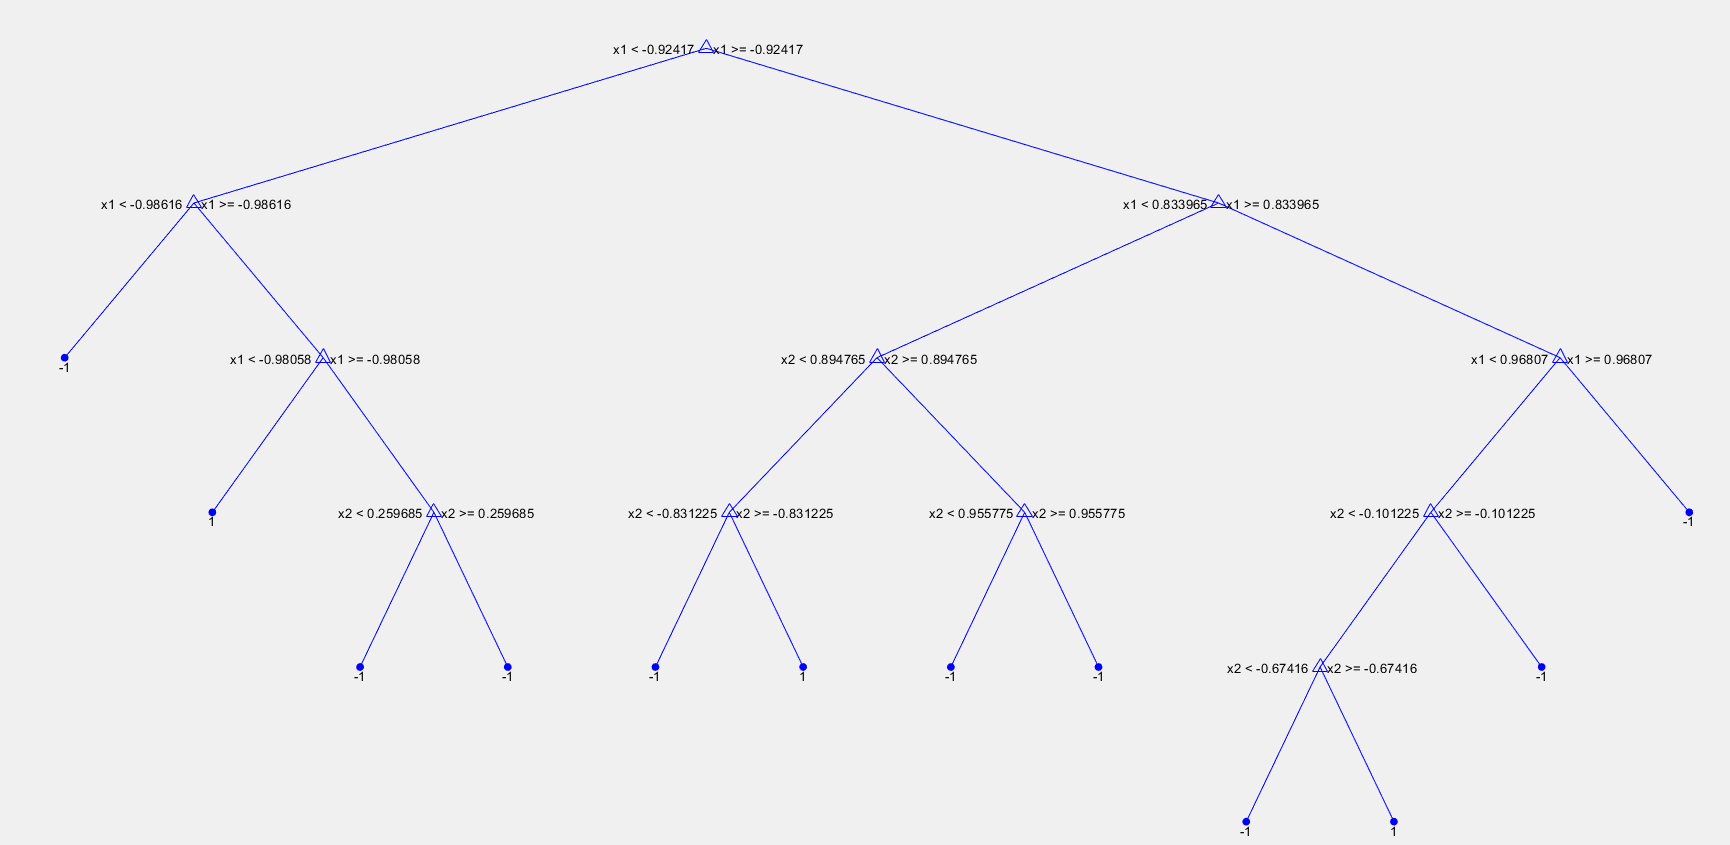 x1 < -0.92417 x1 >= -0.92417
x1 < -0.98616 x1 >= -0.98616
x1 < 0.833965 x1 >= 0.833965
-1
x1 < -0.98058 x1 >= -0.98058
x2 < 0.894765 x2 >= 0.894765
x1 < 0.96807 x1 >= 0.96807
1
x2 < 0.259685 x2 >= 0.259685
x2 < -0.831225 x2 >= -0.831225
x2 < 0.955775 x2 >= 0.955775
x2 < -0.101225 x2 >= -0.101225
-1
-1
-1
-1
1
-1
-1
x2 < -0.67416 x2 >= -0.67416
-1
-1
1